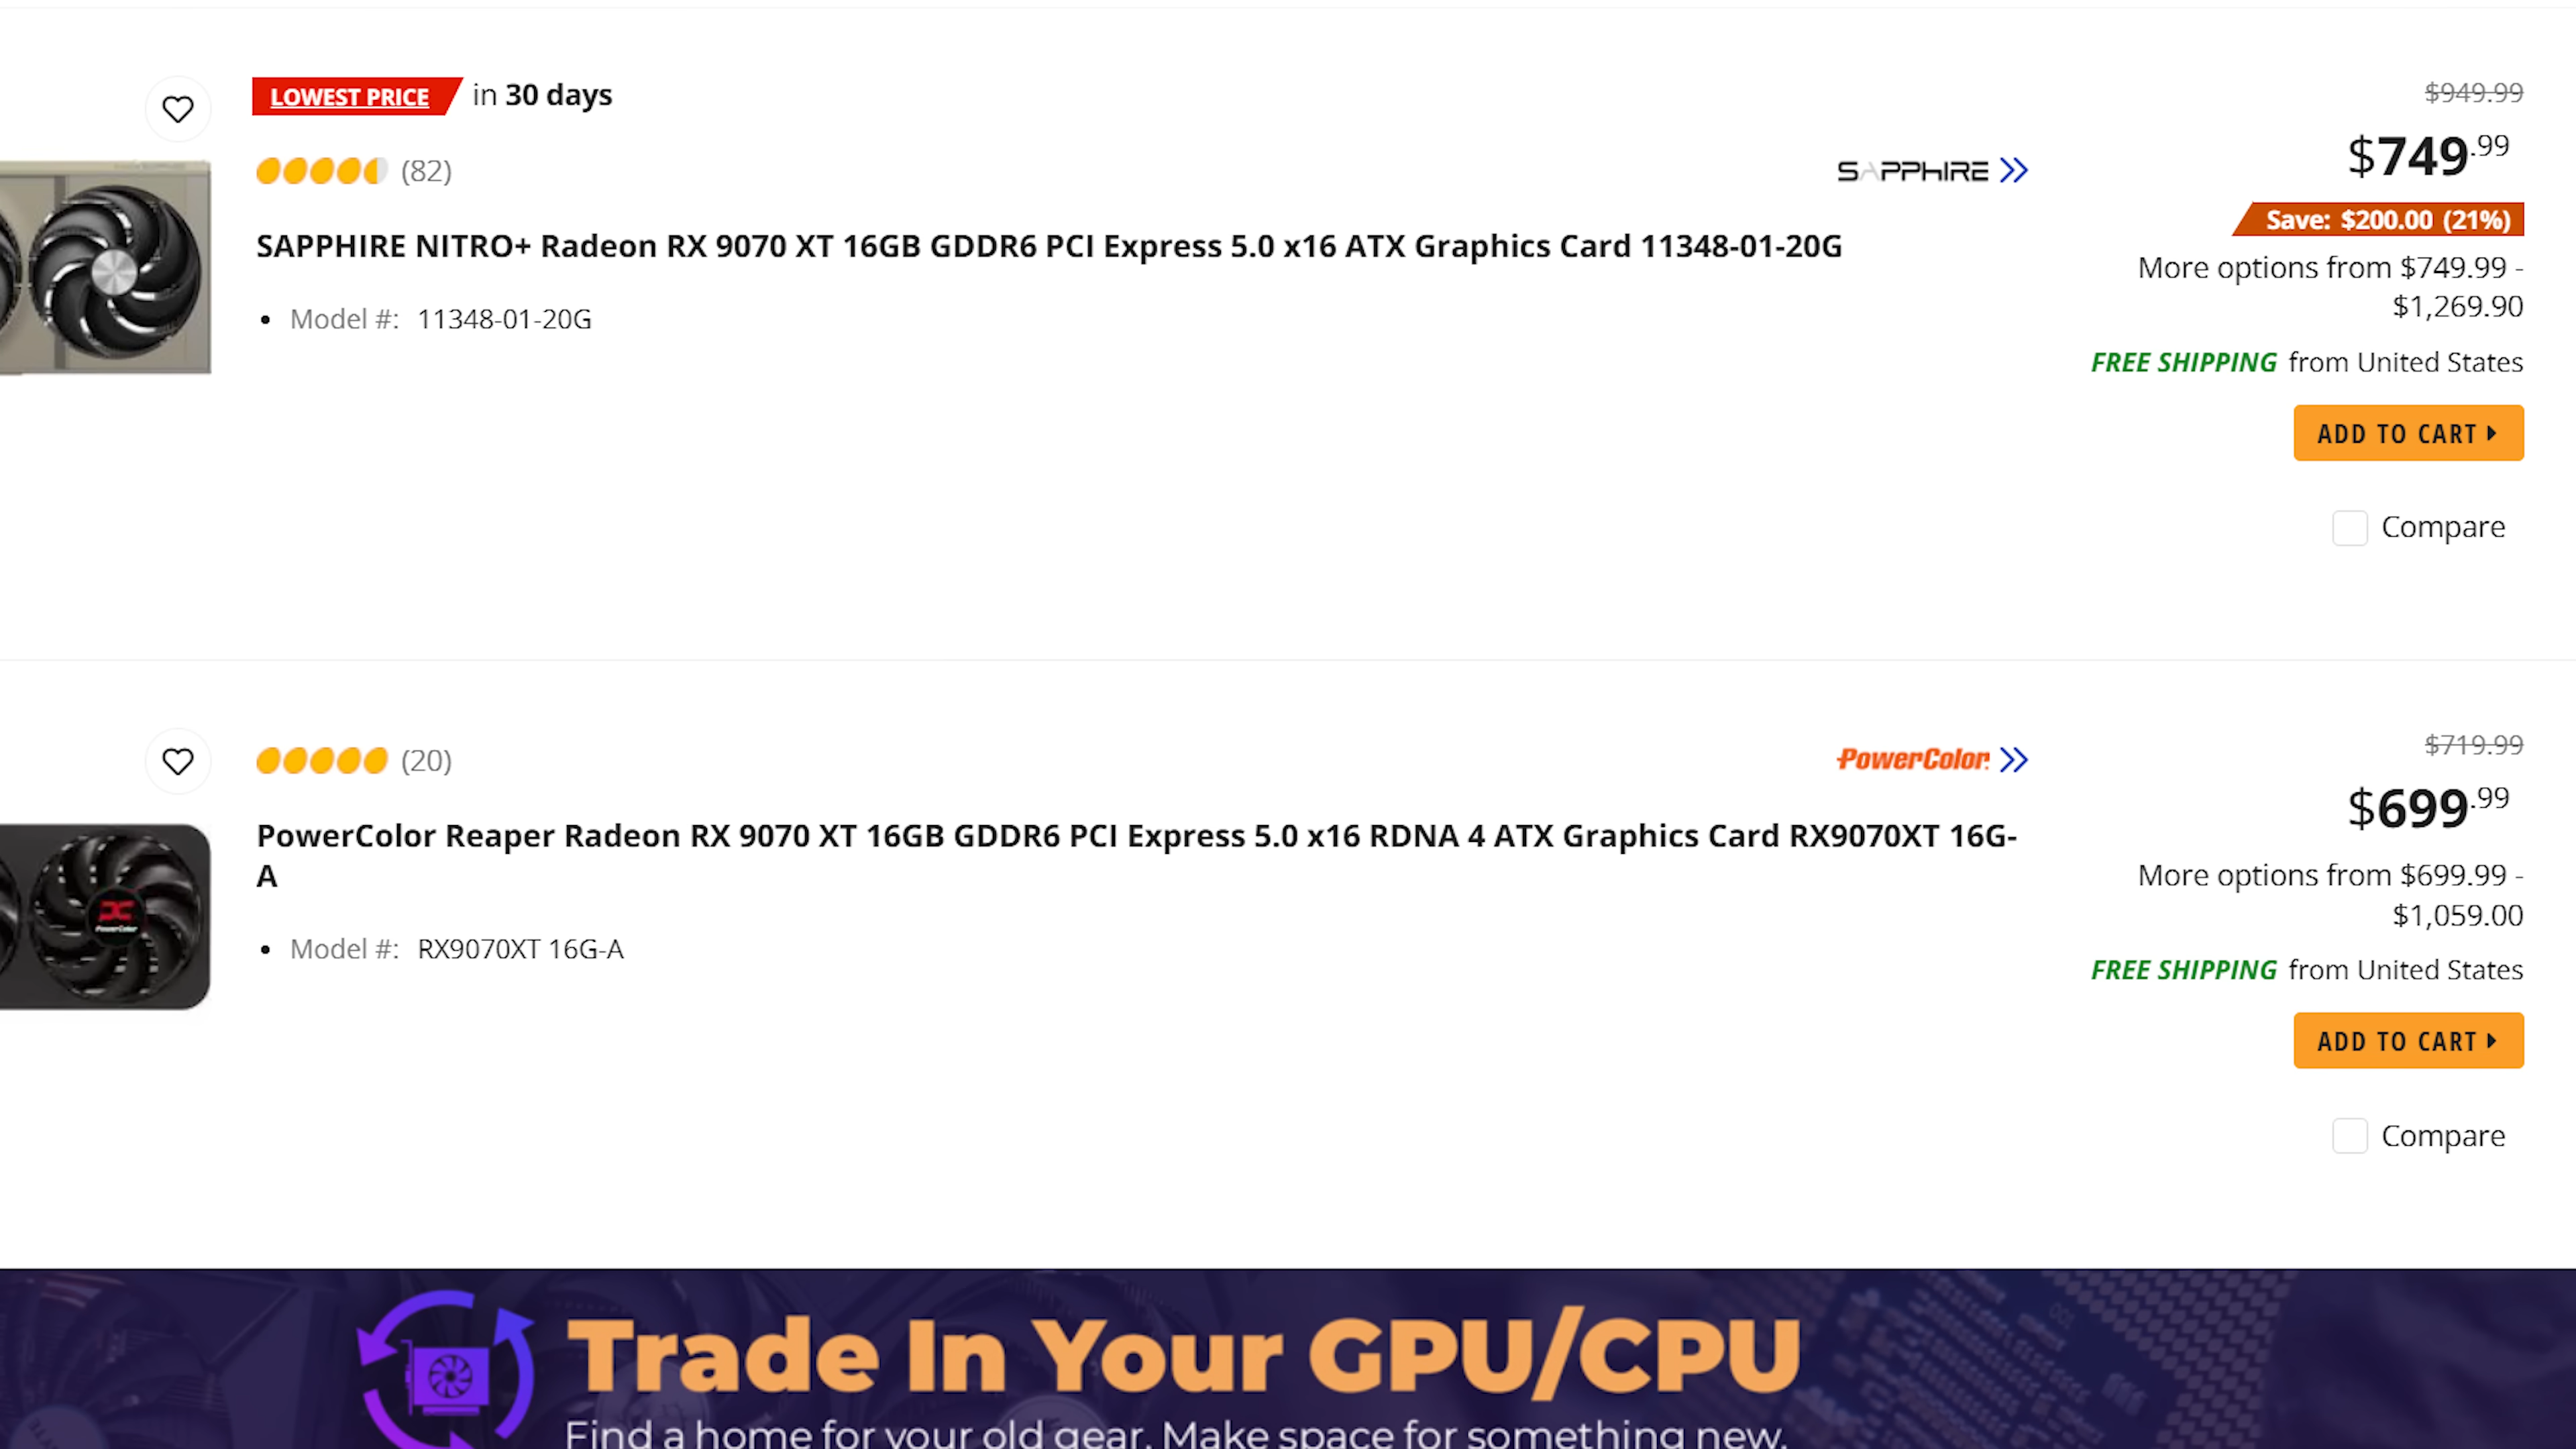 LOWEST PRICE in 30 days
$949.99
(82)
SAPPHIRE
$749.99
Save: $200.00 (21%)
SAPPHIRE NITRO+ Radeon RX 9070 XT 16GB GDDR6 PCI Express 5.0 x16 ATX Graphics Card 11348-01-20G
More options from $749.99 -
$1,269.90
Model #: 11348-01-20G
FREE SHIPPING from United States
ADD TO CART
Compare
$719.99
(20)
PowerColor
$699.99
PowerColor Reaper Radeon RX 9070 XT 16GB GDDR6 PCI Express 5.0 x16 RDNA 4 ATX Graphics Card RX9070XT 16G-
A
More options from $699.99 -
$1,059.00
PowerColor
Model #: RX9070XT 16G-A
FREE SHIPPING from United States
ADD TO CART
Compare
Trade In Your GPU/CPU
Find a home for your old gear. Make space for something new.